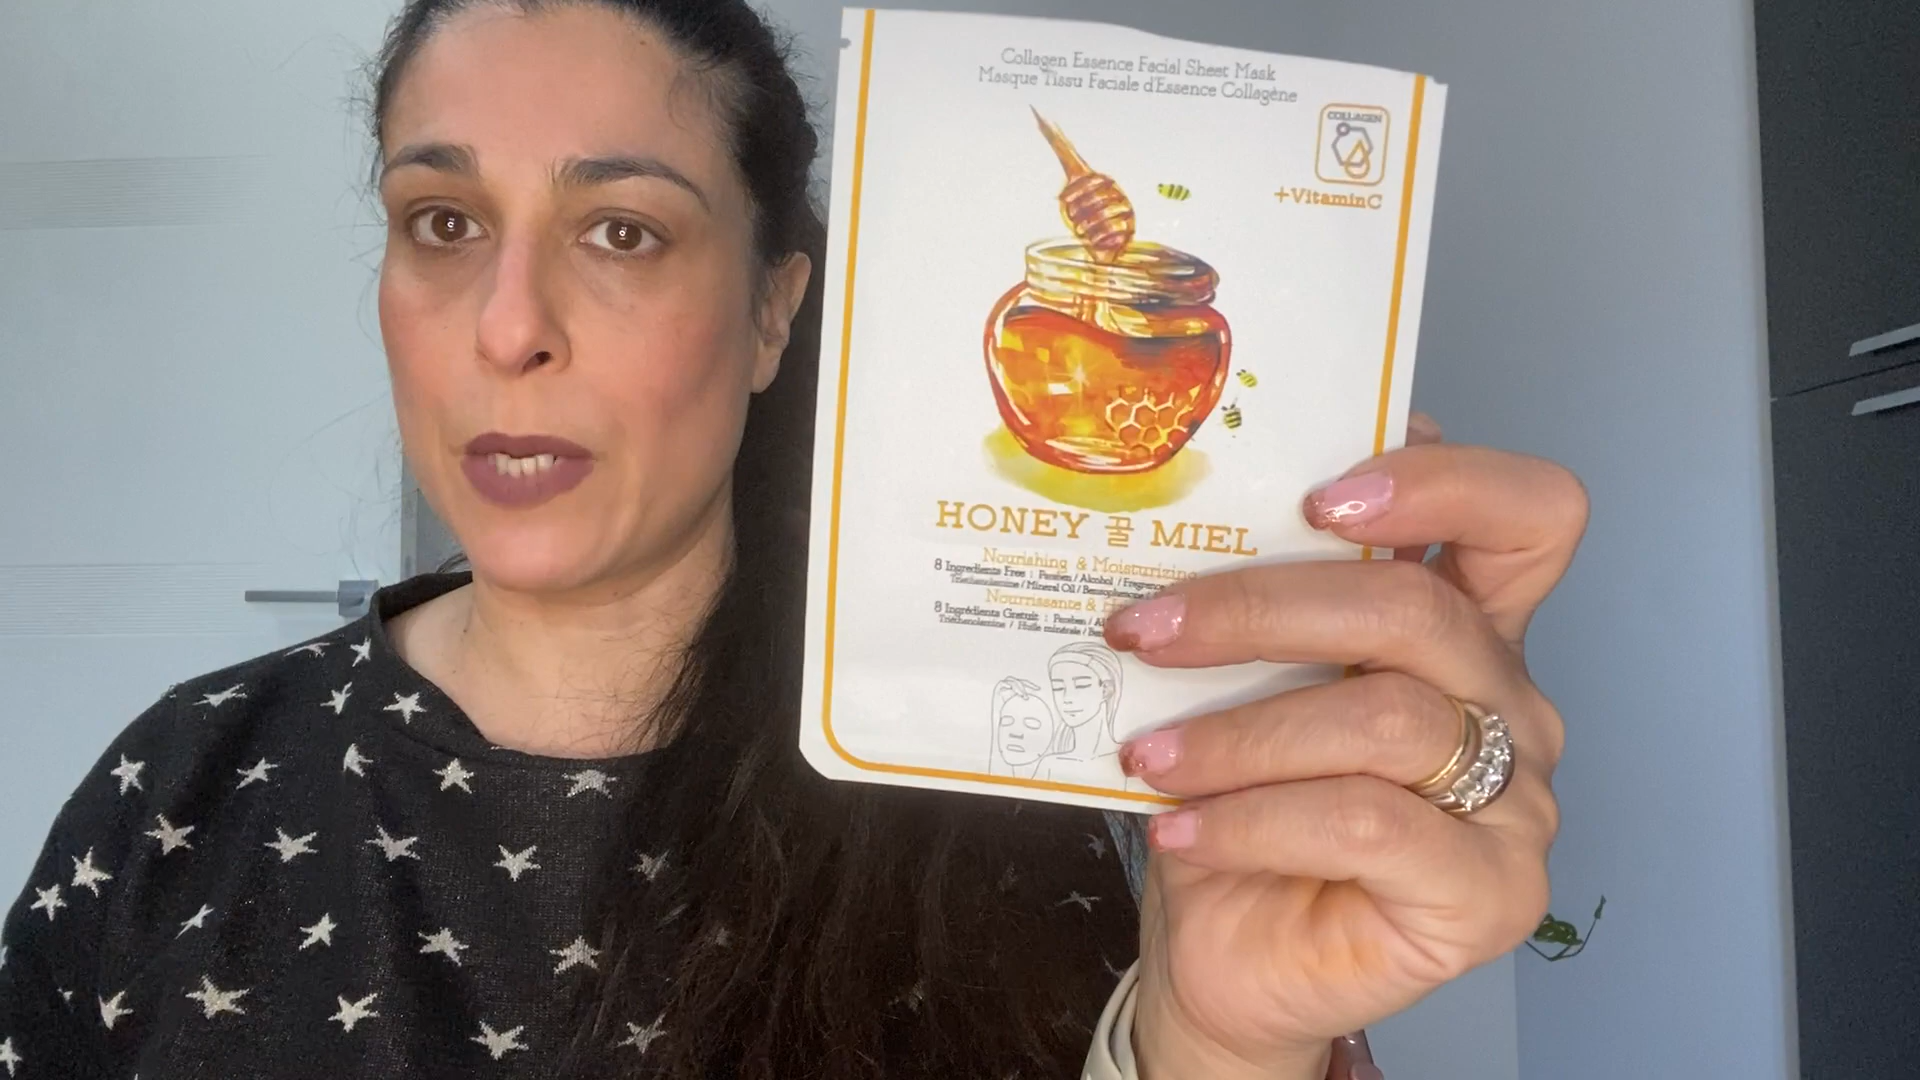 Collagen Essence Facial Sheet Mask
Masque Tissu Faciale d'Essence Collagène
COLLAGEN
+VitaminC
HONEY 꿀 MIEL
Nourishing & Moisturizing
8 Ingredients Free : Paraben / Alcohol / Fragrance
Triethanolamine / Mineral Oil / Benzophenone /
Nourrissante &
8 Ingrédients Gratuit : Paraben /
Triéthanolamine / Huile minérale /